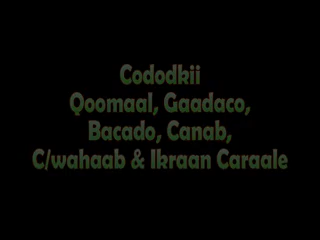 Cododkii
Qoomaal, Gaadaco,
Bacado, Canab,
C/wahaab & Ikraan Caraale